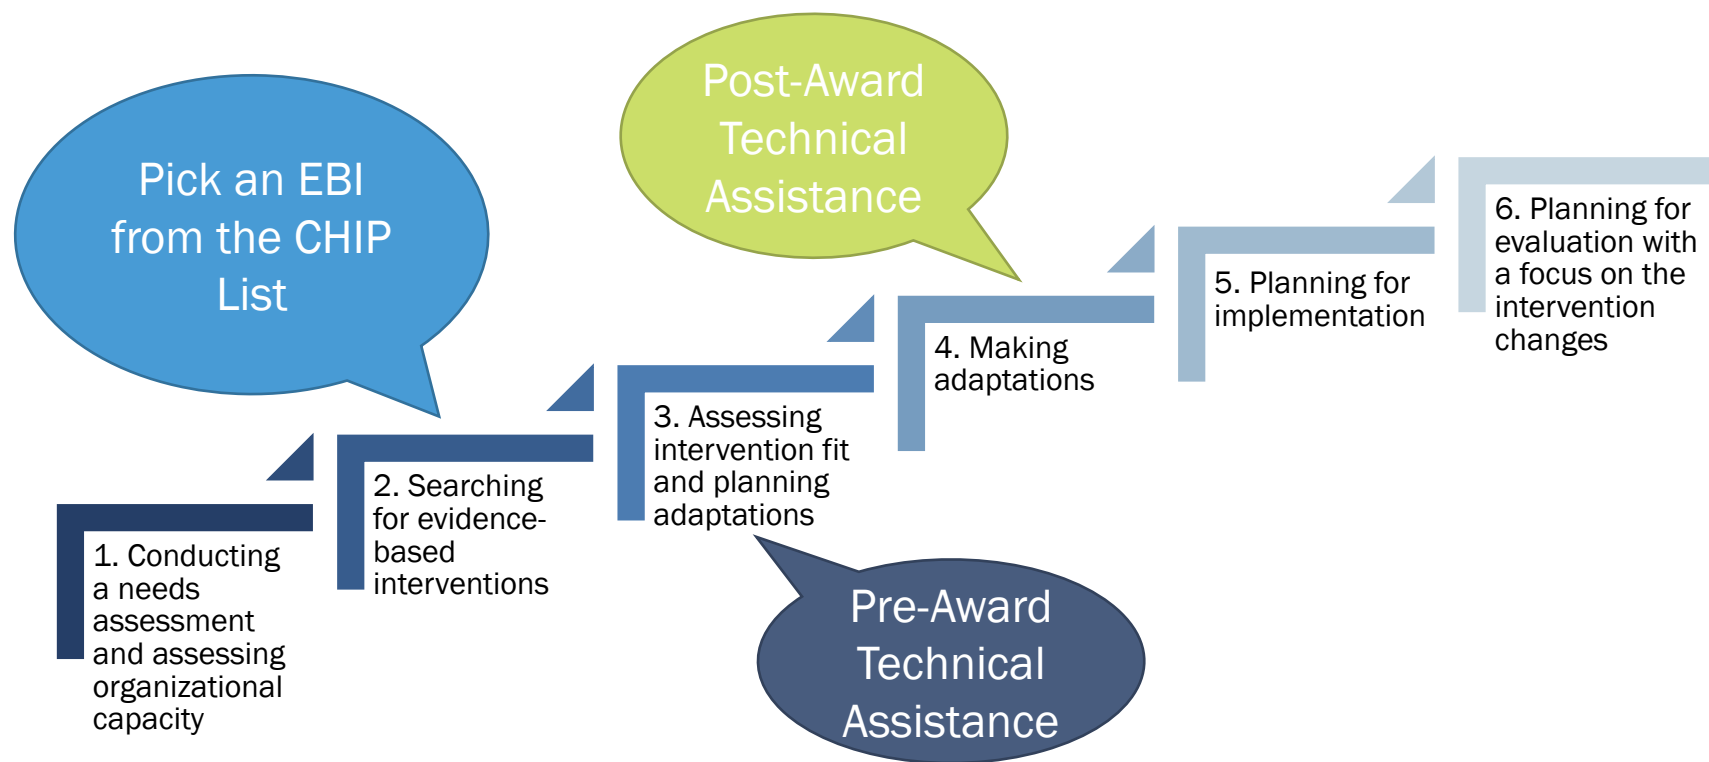 Pick an EBI
from the CHIP
List
Post-Award
Technical
Assistance
1. Conducting
a needs
assessment
and assessing
organizational
capacity
2. Searching
for evidence-
based
interventions
3. Assessing
intervention fit
and planning
adaptations
4. Making
adaptations
5. Planning for
implementation
6. Planning for
evaluation with
a focus on the
intervention
changes
Pre-Award
Technical
Assistance